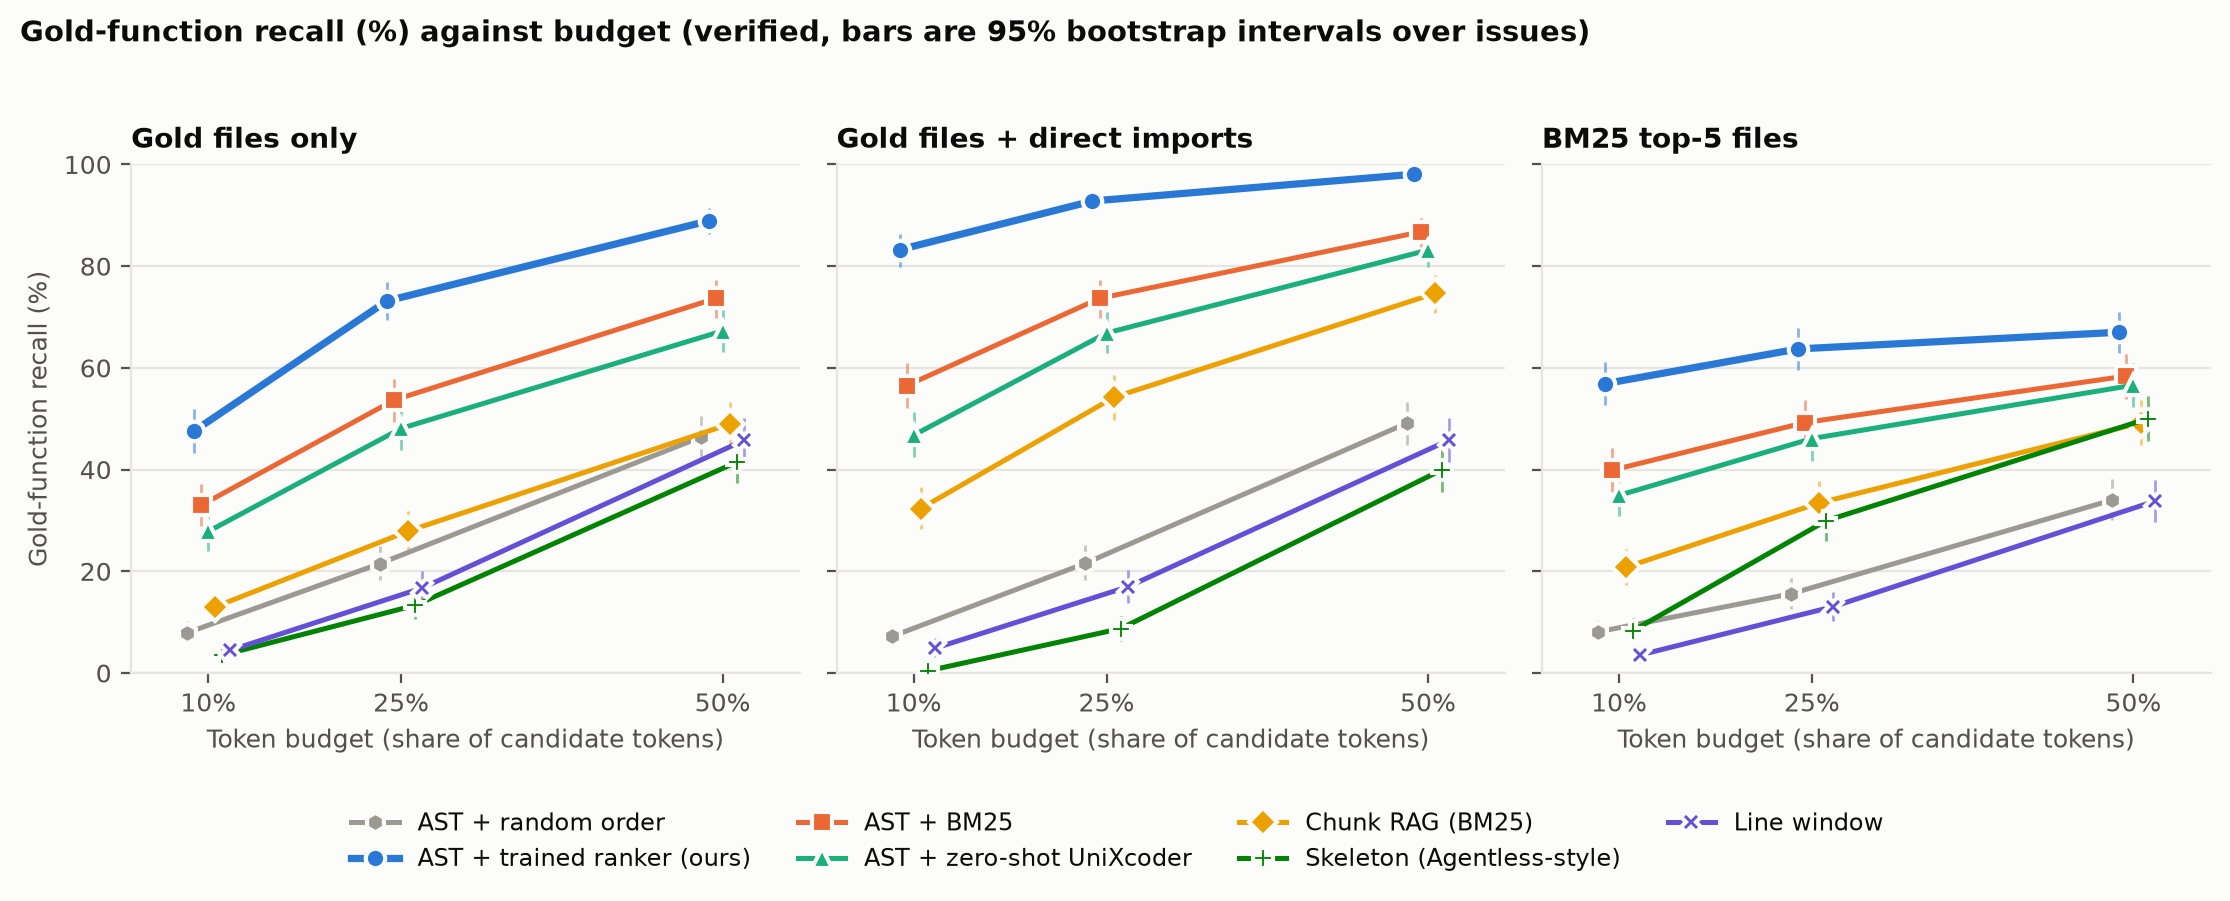 Gold-function recall (%) against budget (verified, bars are 95% bootstrap intervals over issues)
Gold files only
Gold files + direct imports
BM25 top-5 files
Gold-function recall (%)
100
80
60
40
20
0
10% 25% 50%
10% 25% 50%
10% 25% 50%
Token budget (share of candidate tokens)
Token budget (share of candidate tokens)
Token budget (share of candidate tokens)
AST + random order
AST + trained ranker (ours)
AST + BM25
AST + zero-shot UniXcoder
Chunk RAG (BM25)
Skeleton (Agentless-style)
Line window